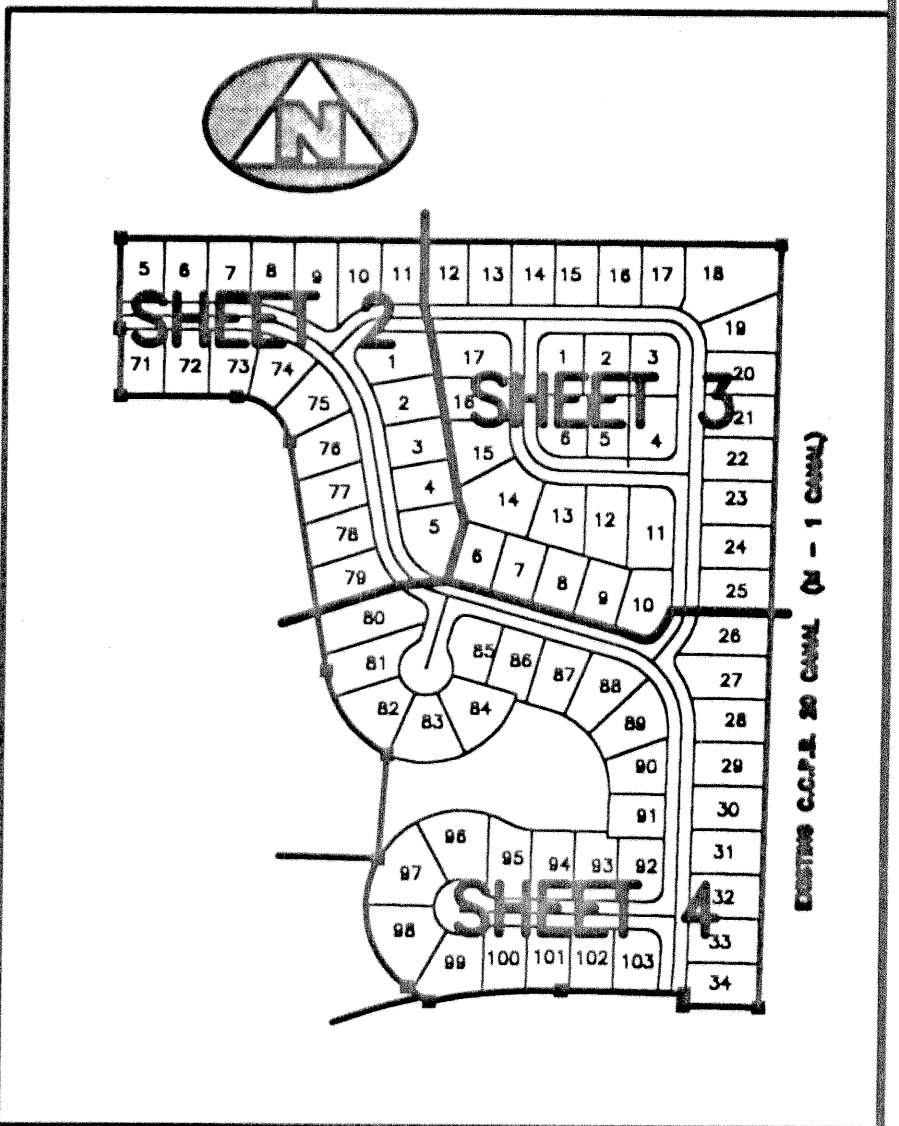 N
5 6 7 8 9 10 11 12 13 14 15 16 17 18
SHEET 2
19
71 72 73 74 1 17 1 2 3 20
SHEET 3
75 2 16 21
76 3 15 6 5 4 22
77 4 14 23
78 5 13 12 11 24
79 6 7 8 9 10 25
80 26
81 85 86 87 88 27
82 83 84 89 28
90 29
91 30
96 31
97 95 94 93 92
SHEET 4
32
98 33
99 100 101 102 103 34
EXISTING C.C.P.B. 20 CANAL (M - 1 CANAL)